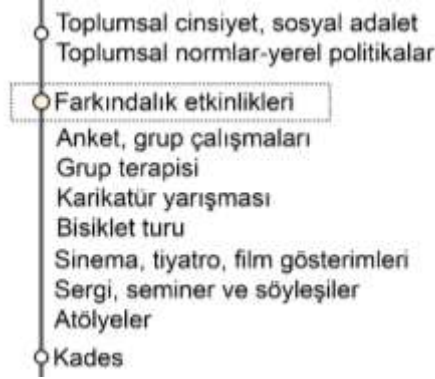 Toplumsal cinsiyet, sosyal adalet
Toplumsal normlar-yerel politikalar
Farkındalık etkinlikleri
Anket, grup çalışmaları
Grup terapisi
Karikatür yarışması
Bisiklet turu
Sinema, tiyatro, film gösterimleri
Sergi, seminer ve söyleşiler
Atölyeler
Kades